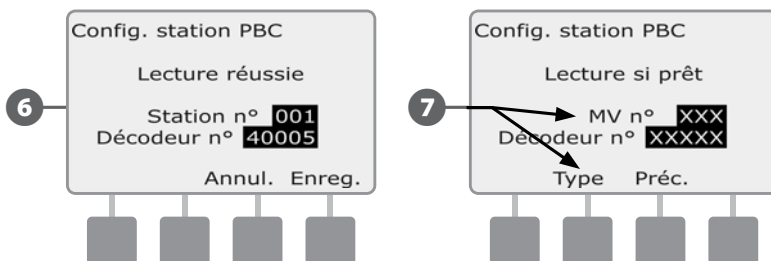 Config. station PBC
Lecture réussie
6
Station n° 001
Décodeur n° 40005
Annul. Enreg.
Config. station PBC
Lecture si prêt
7
MV n° XXX
Décodeur n° XXXXX
Type Préc.